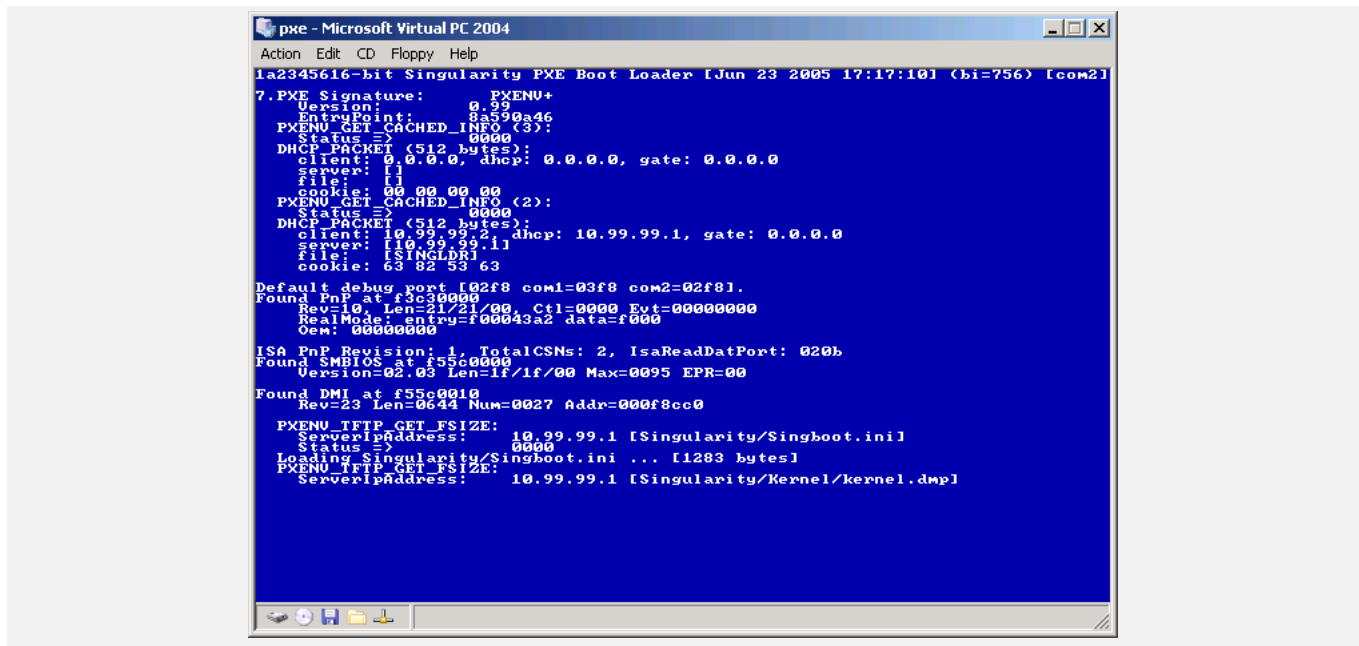 pxe - Microsoft Virtual PC 2004
Action Edit CD Floppy Help
1a2345616-bit Singularity PXE Boot Loader [Jun 23 2005 17:17:10] (bi=756) [com2]
7.PXE Signature: PXENV+
Version: 0.99
EntryPoint: 8a590a46
PXENV_GET_CACHED_INFO (3):
Status => 0000
DHCP_PACKET (512 bytes):
client: 0.0.0.0, dhcp: 0.0.0.0, gate: 0.0.0.0
server: []
file: []
cookie: 00 00 00 00
PXENV_GET_CACHED_INFO (2):
Status => 0000
DHCP_PACKET (512 bytes):
client: 10.99.99.2, dhcp: 10.99.99.1, gate: 0.0.0.0
server: [10.99.99.1]
file: [SINGLDR]
cookie: 63 82 53 63
Default debug port [02f8 com1=03f8 com2=02f8].
Found PnP at f3c30000
Rev=10, Len=21/21/00, Ctl=0000 Evt=00000000
RealMode: entry=f00043a2 data=f000
Oem: 00000000
ISA PnP Revision: 1, TotalCSNs: 2, IsaReadDatPort: 020b
Found SMBIOS at f55c0000
Version=02.03 Len=1f/1f/00 Max=0095 EPR=00
Found DMI at f55c0010
Rev=23 Len=0644 Num=0027 Addr=000f8cc0
PXENV_TFTP_GET_FSIZE:
ServerIpAddress: 10.99.99.1 [Singularity/Singboot.ini]
Status => 0000
Loading Singularity/Singboot.ini ... [1283 bytes]
PXENV_TFTP_GET_FSIZE:
ServerIpAddress: 10.99.99.1 [Singularity/Kernel/kernel.dmp]